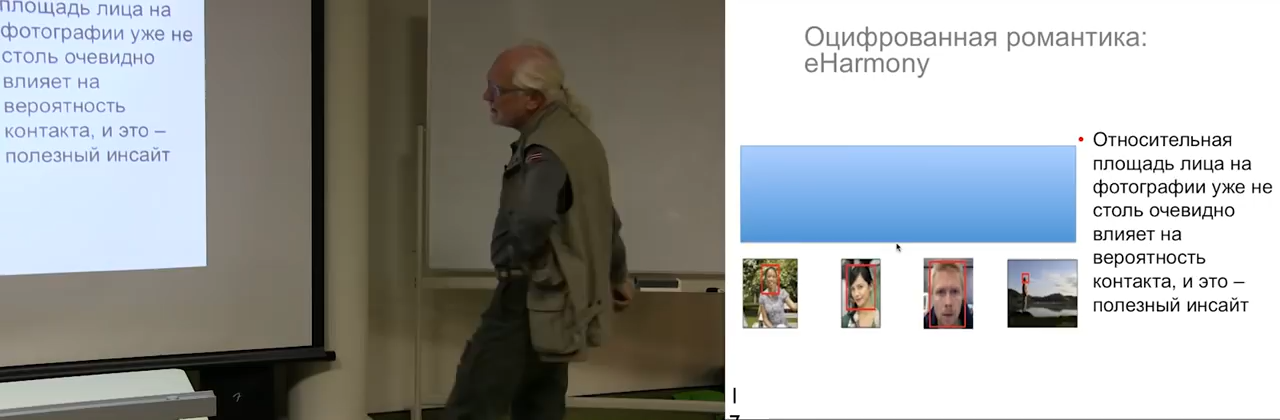 площадь лица на
фотографии уже не
столь очевидно
влияет на
вероятность
контакта, и это –
полезный инсайт
Оцифрованная романтика:
eHarmony
• Относительная
площадь лица на
фотографии уже не
столь очевидно
влияет на
вероятность
контакта, и это –
полезный инсайт